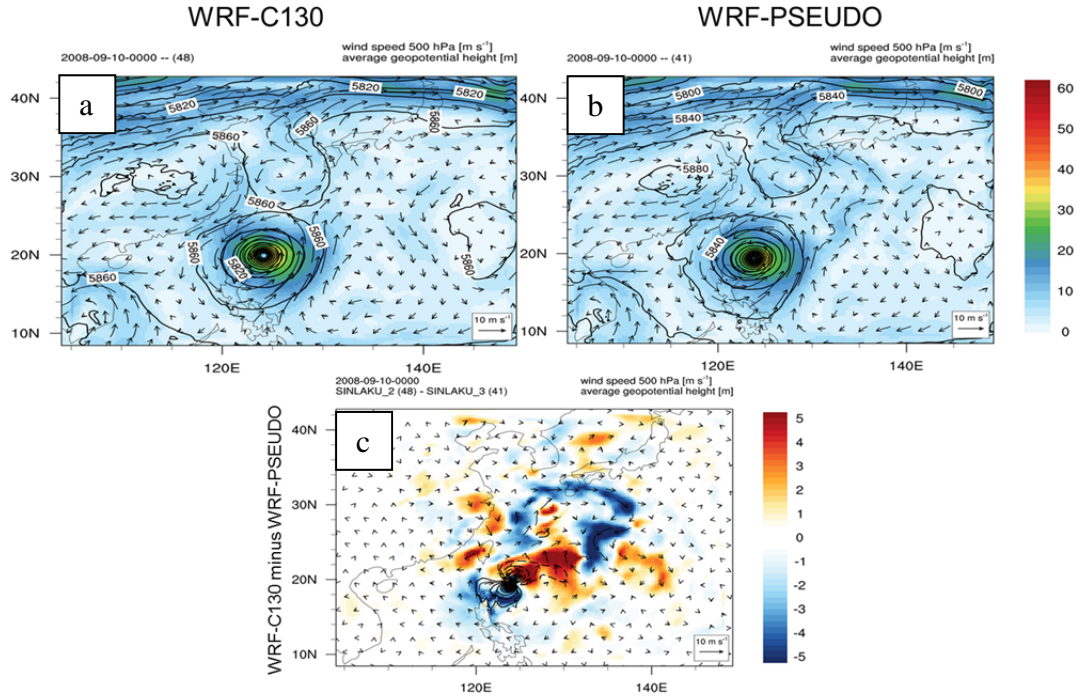 WRF-C130
WRF-PSEUDO
2008-09-10-0000 -- (48)
wind speed 500 hPa [m s⁻¹]
average geopotential height [m]
2008-09-10-0000 -- (41)
wind speed 500 hPa [m s⁻¹]
average geopotential height [m]
a
40N
30N
20N
10N
120E
140E
5820
5820
5820
5860
5860
5860
5860
5860
5860
5820
5860
5860
10 m s⁻¹
b
40N
30N
20N
10N
120E
140E
5800
5840
5800
5840
5880
5840
10 m s⁻¹
60
50
40
30
20
10
0
2008-09-10-0000
SINLAKU_2 (48) - SINLAKU_3 (41)
wind speed 500 hPa [m s⁻¹]
average geopotential height [m]
WRF-C130 minus WRF-PSEUDO
c
40N
30N
20N
10N
120E
140E
10 m s⁻¹
5
4
3
2
1
0
-1
-2
-3
-4
-5